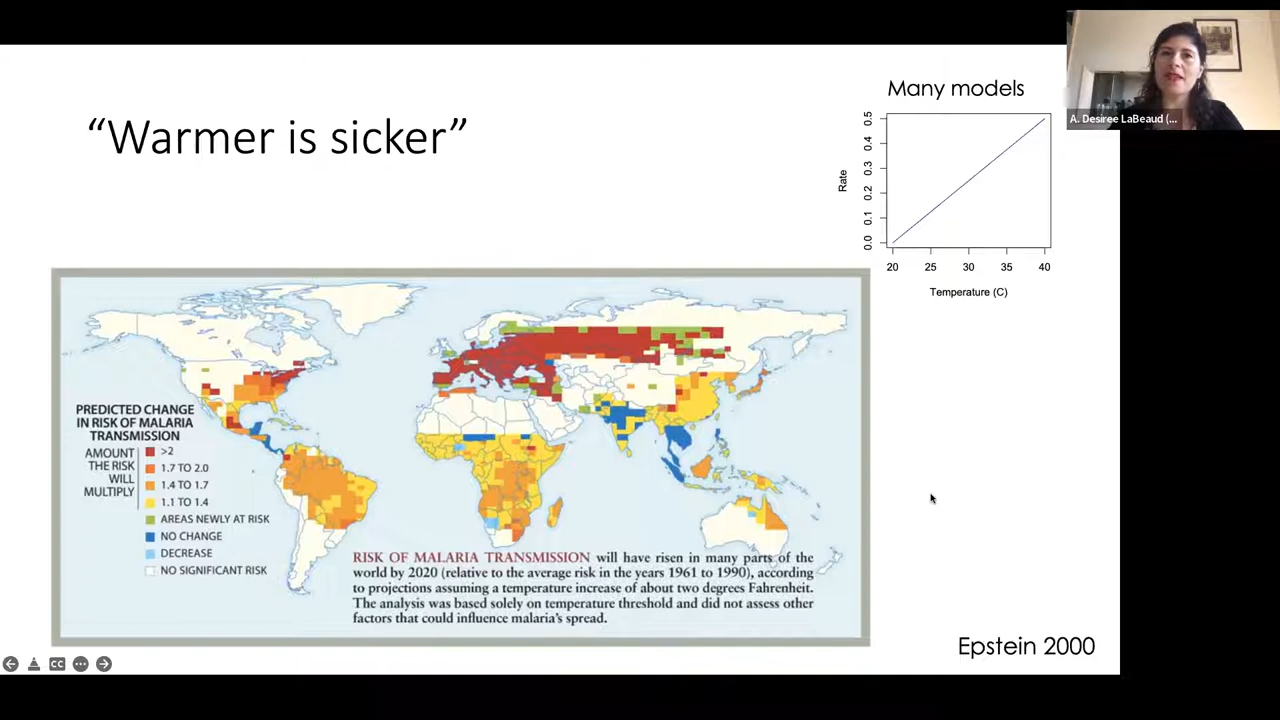 “Warmer is sicker”
Many models
Rate
0.5
0.4
0.3
0.2
0.1
0.0
20 25 30 35 40
Temperature (C)
A. Desiree LaBeaud (...
PREDICTED CHANGE
IN RISK OF MALARIA
TRANSMISSION
AMOUNT
THE RISK
WILL
MULTIPLY
>2
1.7 TO 2.0
1.4 TO 1.7
1.1 TO 1.4
AREAS NEWLY AT RISK
NO CHANGE
DECREASE
NO SIGNIFICANT RISK
RISK OF MALARIA TRANSMISSION will have risen in many parts of the
world by 2020 (relative to the average risk in the years 1961 to 1990), according
to projections assuming a temperature increase of about two degrees Fahrenheit.
The analysis was based solely on temperature threshold and did not assess other
factors that could influence malaria's spread.
Epstein 2000
CC